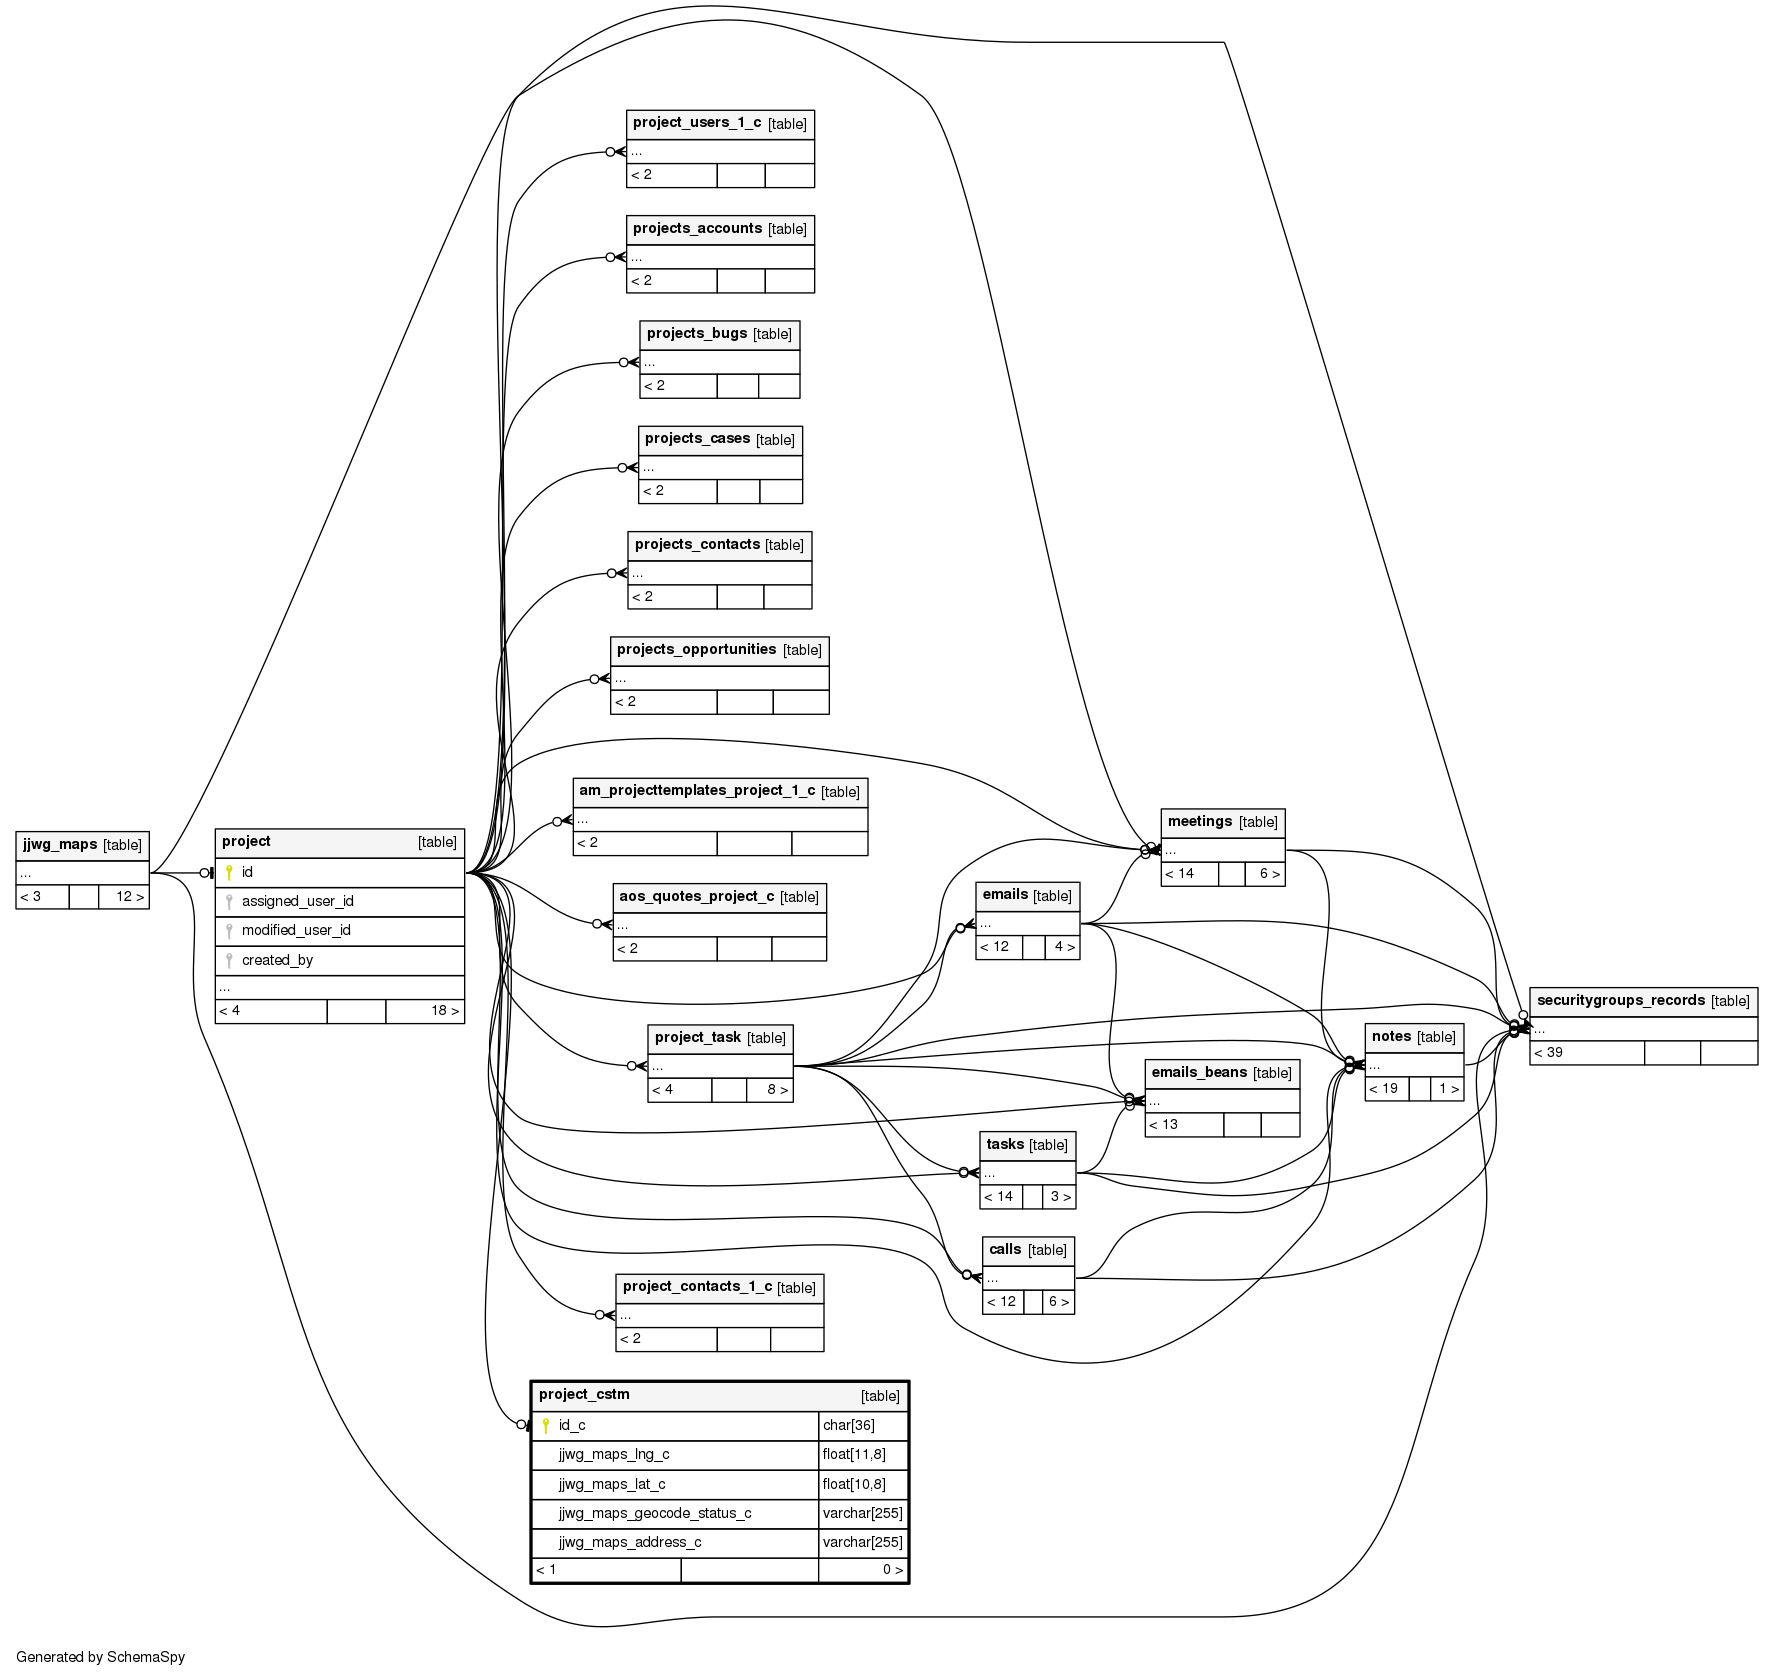 project_users_1_c [table]
...
< 2
projects_accounts [table]
...
< 2
projects_bugs [table]
...
< 2
projects_cases [table]
...
< 2
projects_contacts [table]
...
< 2
projects_opportunities [table]
...
< 2
am_projecttemplates_project_1_c [table]
...
< 2
jjwg_maps [table]
...
< 3 12 >
project [table]
id
assigned_user_id
modified_user_id
created_by
...
< 4 18 >
aos_quotes_project_c [table]
...
< 2
meetings [table]
...
< 14 6 >
emails [table]
...
< 12 4 >
project_task [table]
...
< 4 8 >
securitygroups_records [table]
...
< 39
notes [table]
...
< 19 1 >
emails_beans [table]
...
< 13
tasks [table]
...
< 14 3 >
calls [table]
...
< 12 6 >
project_contacts_1_c [table]
...
< 2
project_cstm [table]
id_c char[36]
jjwg_maps_lng_c float[11,8]
jjwg_maps_lat_c float[10,8]
jjwg_maps_geocode_status_c varchar[255]
jjwg_maps_address_c varchar[255]
< 1 0 >
Generated by SchemaSpy